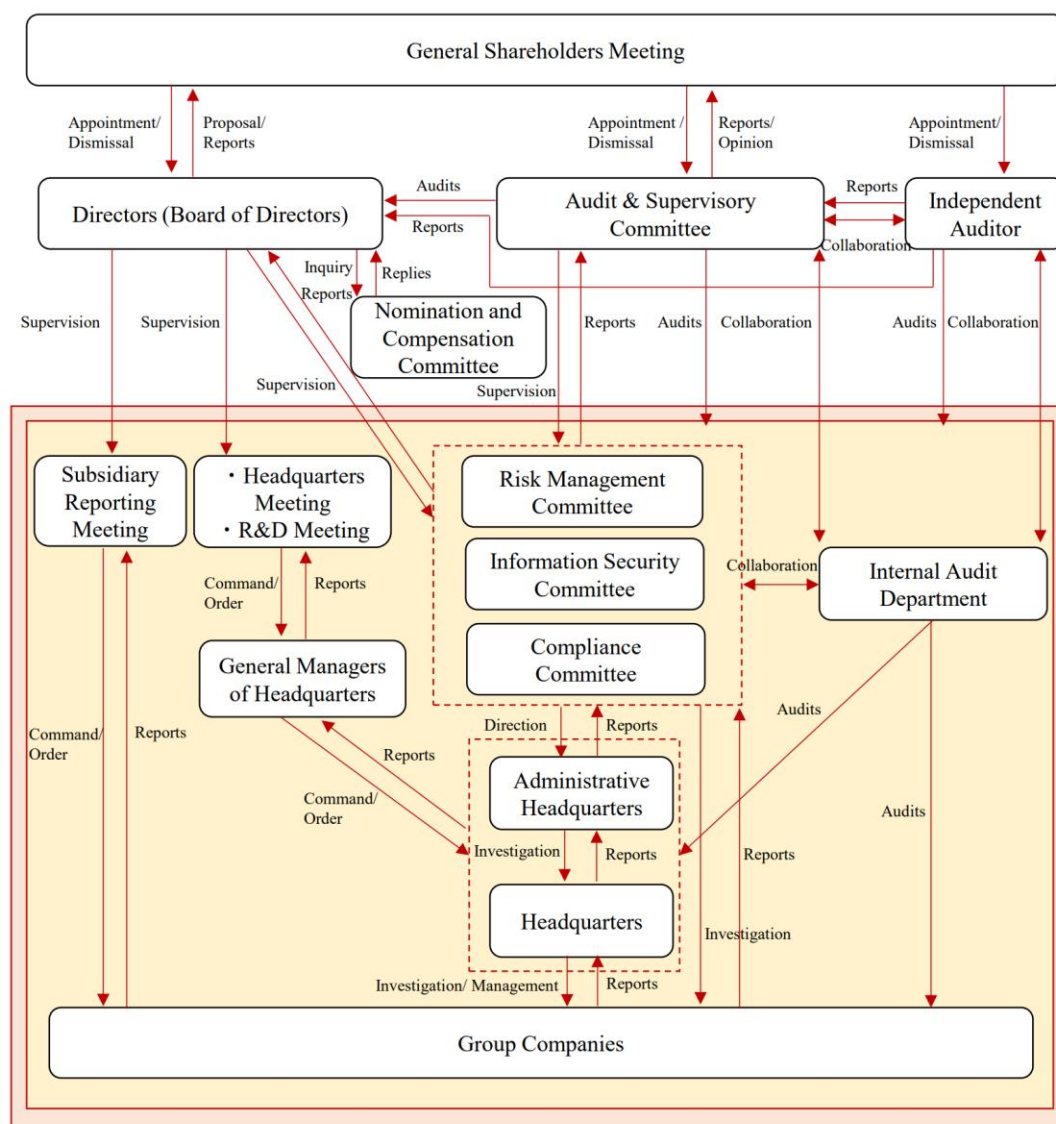 General Shareholders Meeting
Appointment/
Dismissal
Proposal/
Reports
Appointment /
Dismissal
Reports/
Opinion
Appointment/
Dismissal
Directors (Board of Directors)
Audits
Reports
Audit & Supervisory
Committee
Reports
Collaboration
Independent
Auditor
Inquiry
Reports
Replies
Nomination and
Compensation
Committee
Supervision
Supervision
Supervision
Supervision
Reports
Audits
Collaboration
Audits
Collaboration
Subsidiary
Reporting
Meeting
・Headquarters
Meeting
・R&D Meeting
Risk Management
Committee
Information Security
Committee
Compliance
Committee
Collaboration
Internal Audit
Department
Command/
Order
Reports
General Managers
of Headquarters
Command/
Order
Reports
Reports
Command/
Order
Direction
Reports
Audits
Administrative
Headquarters
Investigation
Reports
Headquarters
Reports
Audits
Investigation
Investigation/ Management
Reports
Group Companies